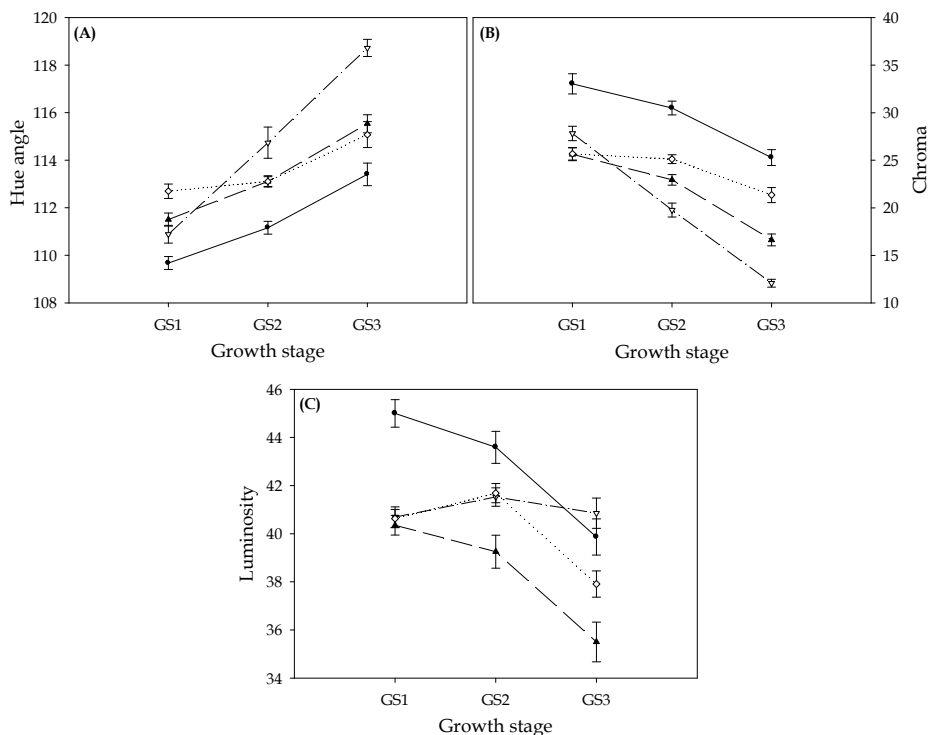 (A)
120
118
116
114
112
110
108
Hue angle
GS1 GS2 GS3
Growth stage
(B)
40
35
30
25
20
15
10
Chroma
GS1 GS2 GS3
Growth stage
(C)
46
44
42
40
38
36
34
Luminosity
GS1 GS2 GS3
Growth stage